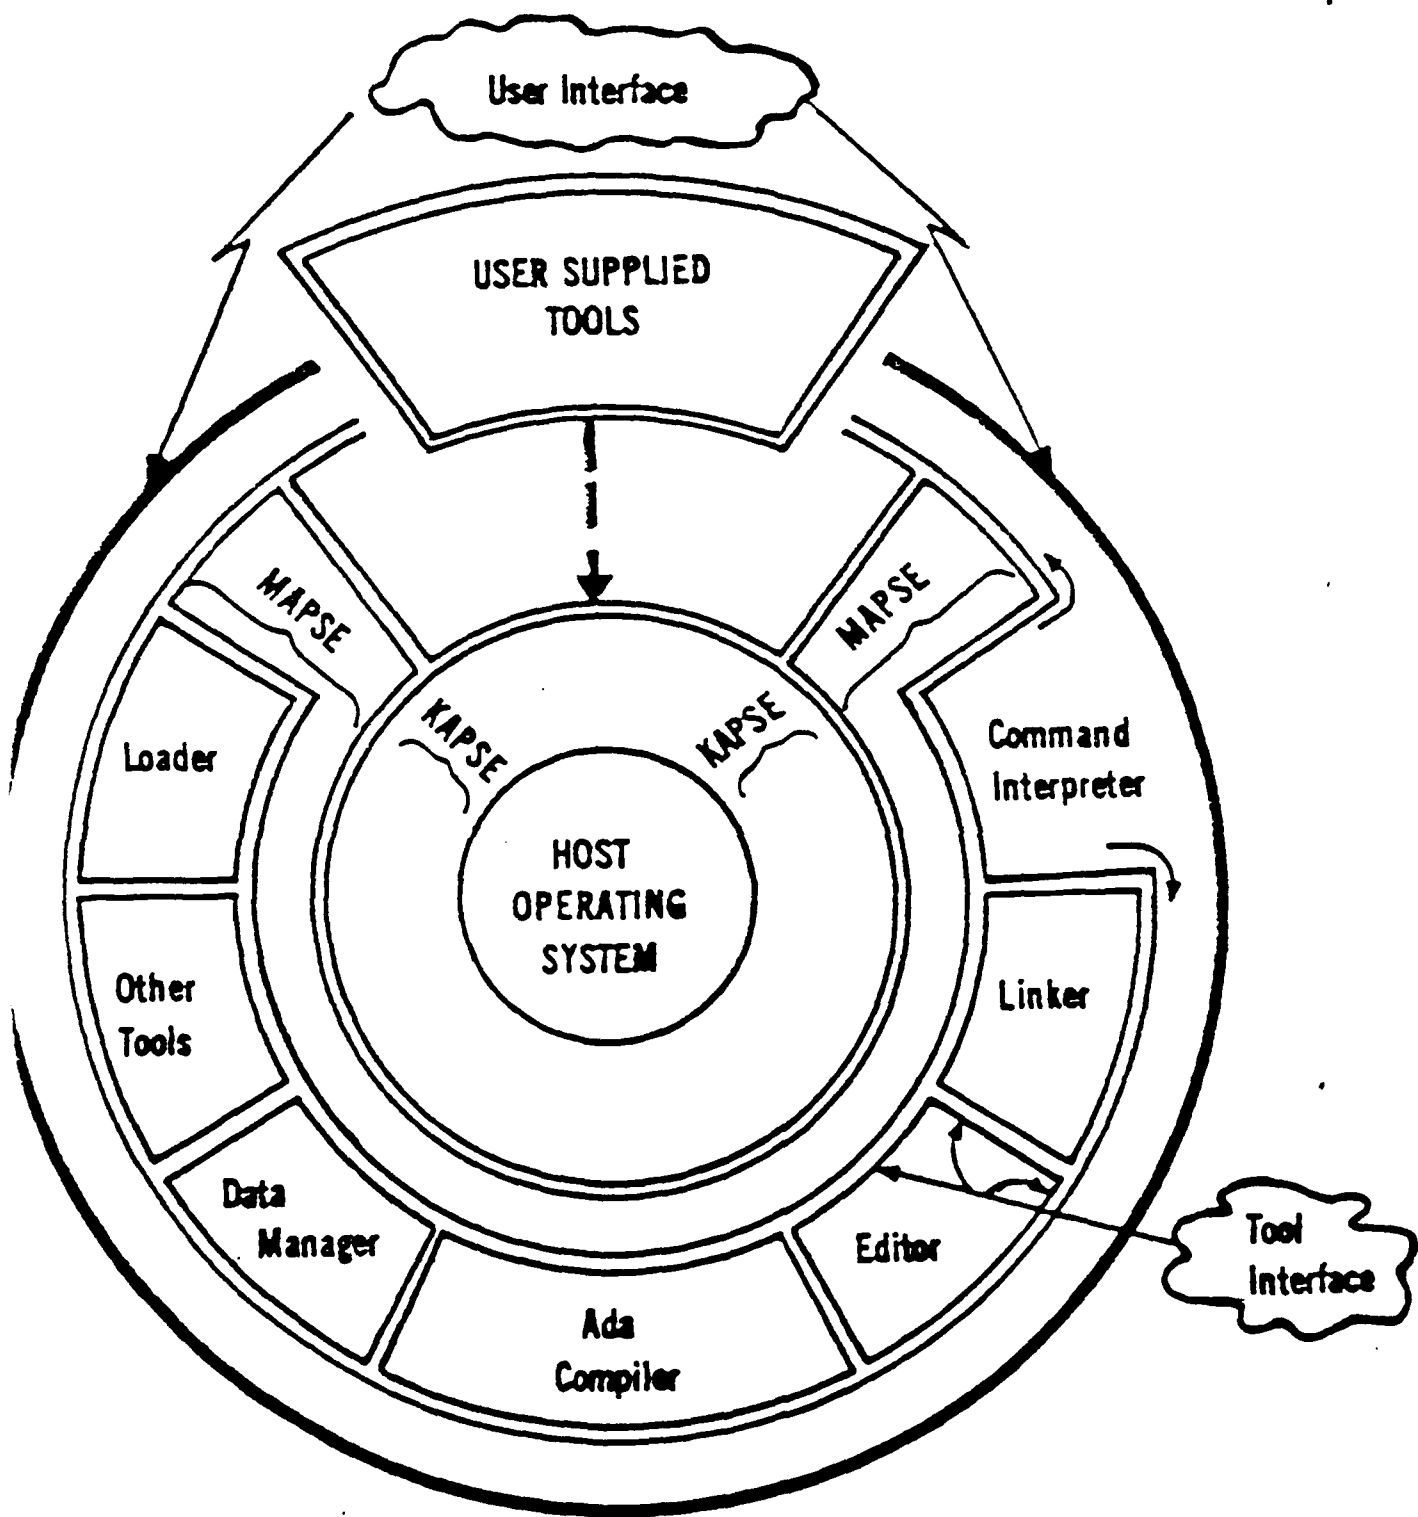 User Interface
USER SUPPLIED
TOOLS
MAPSE
MAPSE
KAPSE
KAPSE
Loader
Command
Interpreter
HOST
OPERATING
SYSTEM
Other
Tools
Linker
Data
Manager
Editor
Tool
Interface
Ada
Compiler